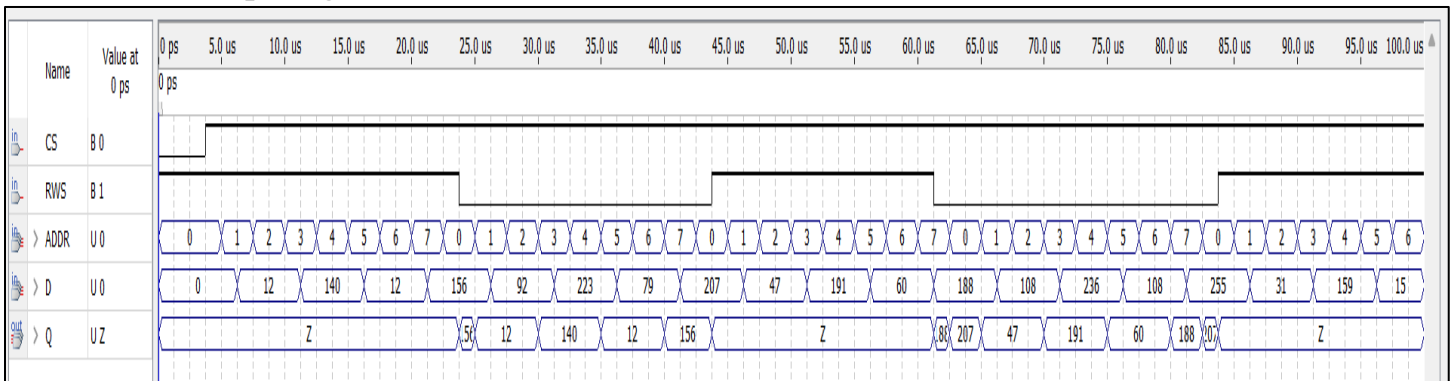 Name Value at 0 ps 0 ps 5.0 us 10.0 us 15.0 us 20.0 us 25.0 us 30.0 us 35.0 us 40.0 us 45.0 us 50.0 us 55.0 us 60.0 us 65.0 us 70.0 us 75.0 us 80.0 us 85.0 us 90.0 us 95.0 us 100.0 us
0 ps
in CS B 0
in RWS B 1
in > ADDR U 0 0 1 2 3 4 5 6 7 0 1 2 3 4 5 6 7 0 1 2 3 4 5 6 7 0 1 2 3 4 5 6 7 0 1 2 3 4 5 6
in > D U 0 0 12 140 12 156 92 223 79 207 47 191 60 188 108 236 108 255 31 159 15
out > Q U Z Z 12 140 12 156 Z 207 47 191 60 188 Z